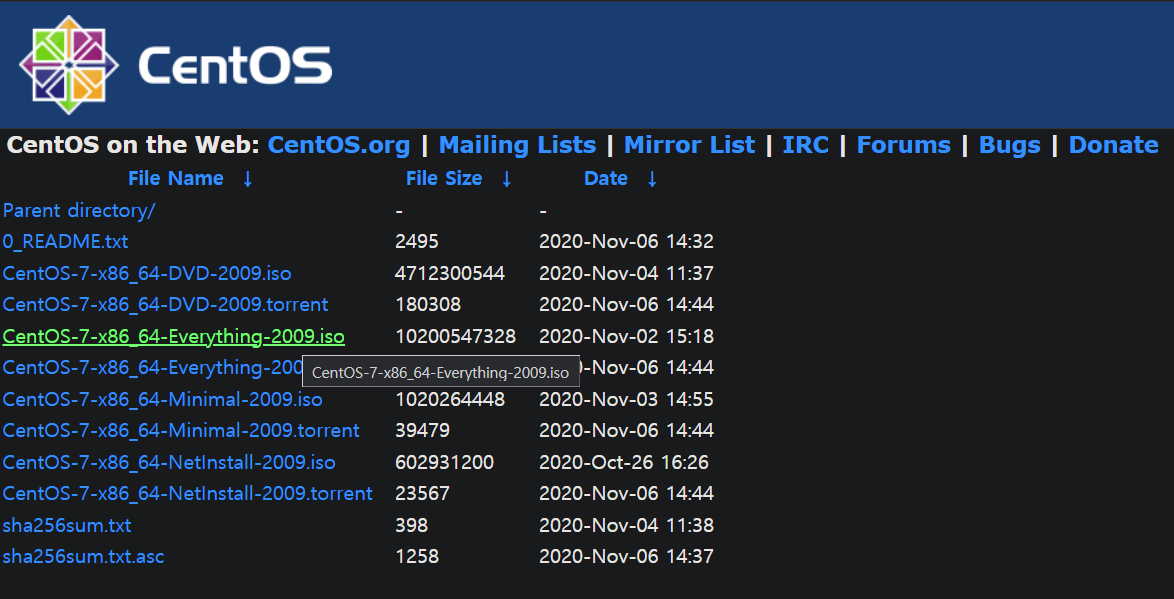 CentOS
CentOS on the Web: CentOS.org | Mailing Lists | Mirror List | IRC | Forums | Bugs | Donate
File Name ↓ File Size ↓ Date ↓
Parent directory/ - -
0_README.txt 2495 2020-Nov-06 14:32
CentOS-7-x86_64-DVD-2009.iso 4712300544 2020-Nov-04 11:37
CentOS-7-x86_64-DVD-2009.torrent 180308 2020-Nov-06 14:44
CentOS-7-x86_64-Everything-2009.iso 10200547328 2020-Nov-02 15:18
CentOS-7-x86_64-Everything-200 -Nov-06 14:44
CentOS-7-x86_64-Everything-2009.iso
CentOS-7-x86_64-Minimal-2009.iso 1020264448 2020-Nov-03 14:55
CentOS-7-x86_64-Minimal-2009.torrent 39479 2020-Nov-06 14:44
CentOS-7-x86_64-NetInstall-2009.iso 602931200 2020-Oct-26 16:26
CentOS-7-x86_64-NetInstall-2009.torrent 23567 2020-Nov-06 14:44
sha256sum.txt 398 2020-Nov-04 11:38
sha256sum.txt.asc 1258 2020-Nov-06 14:37